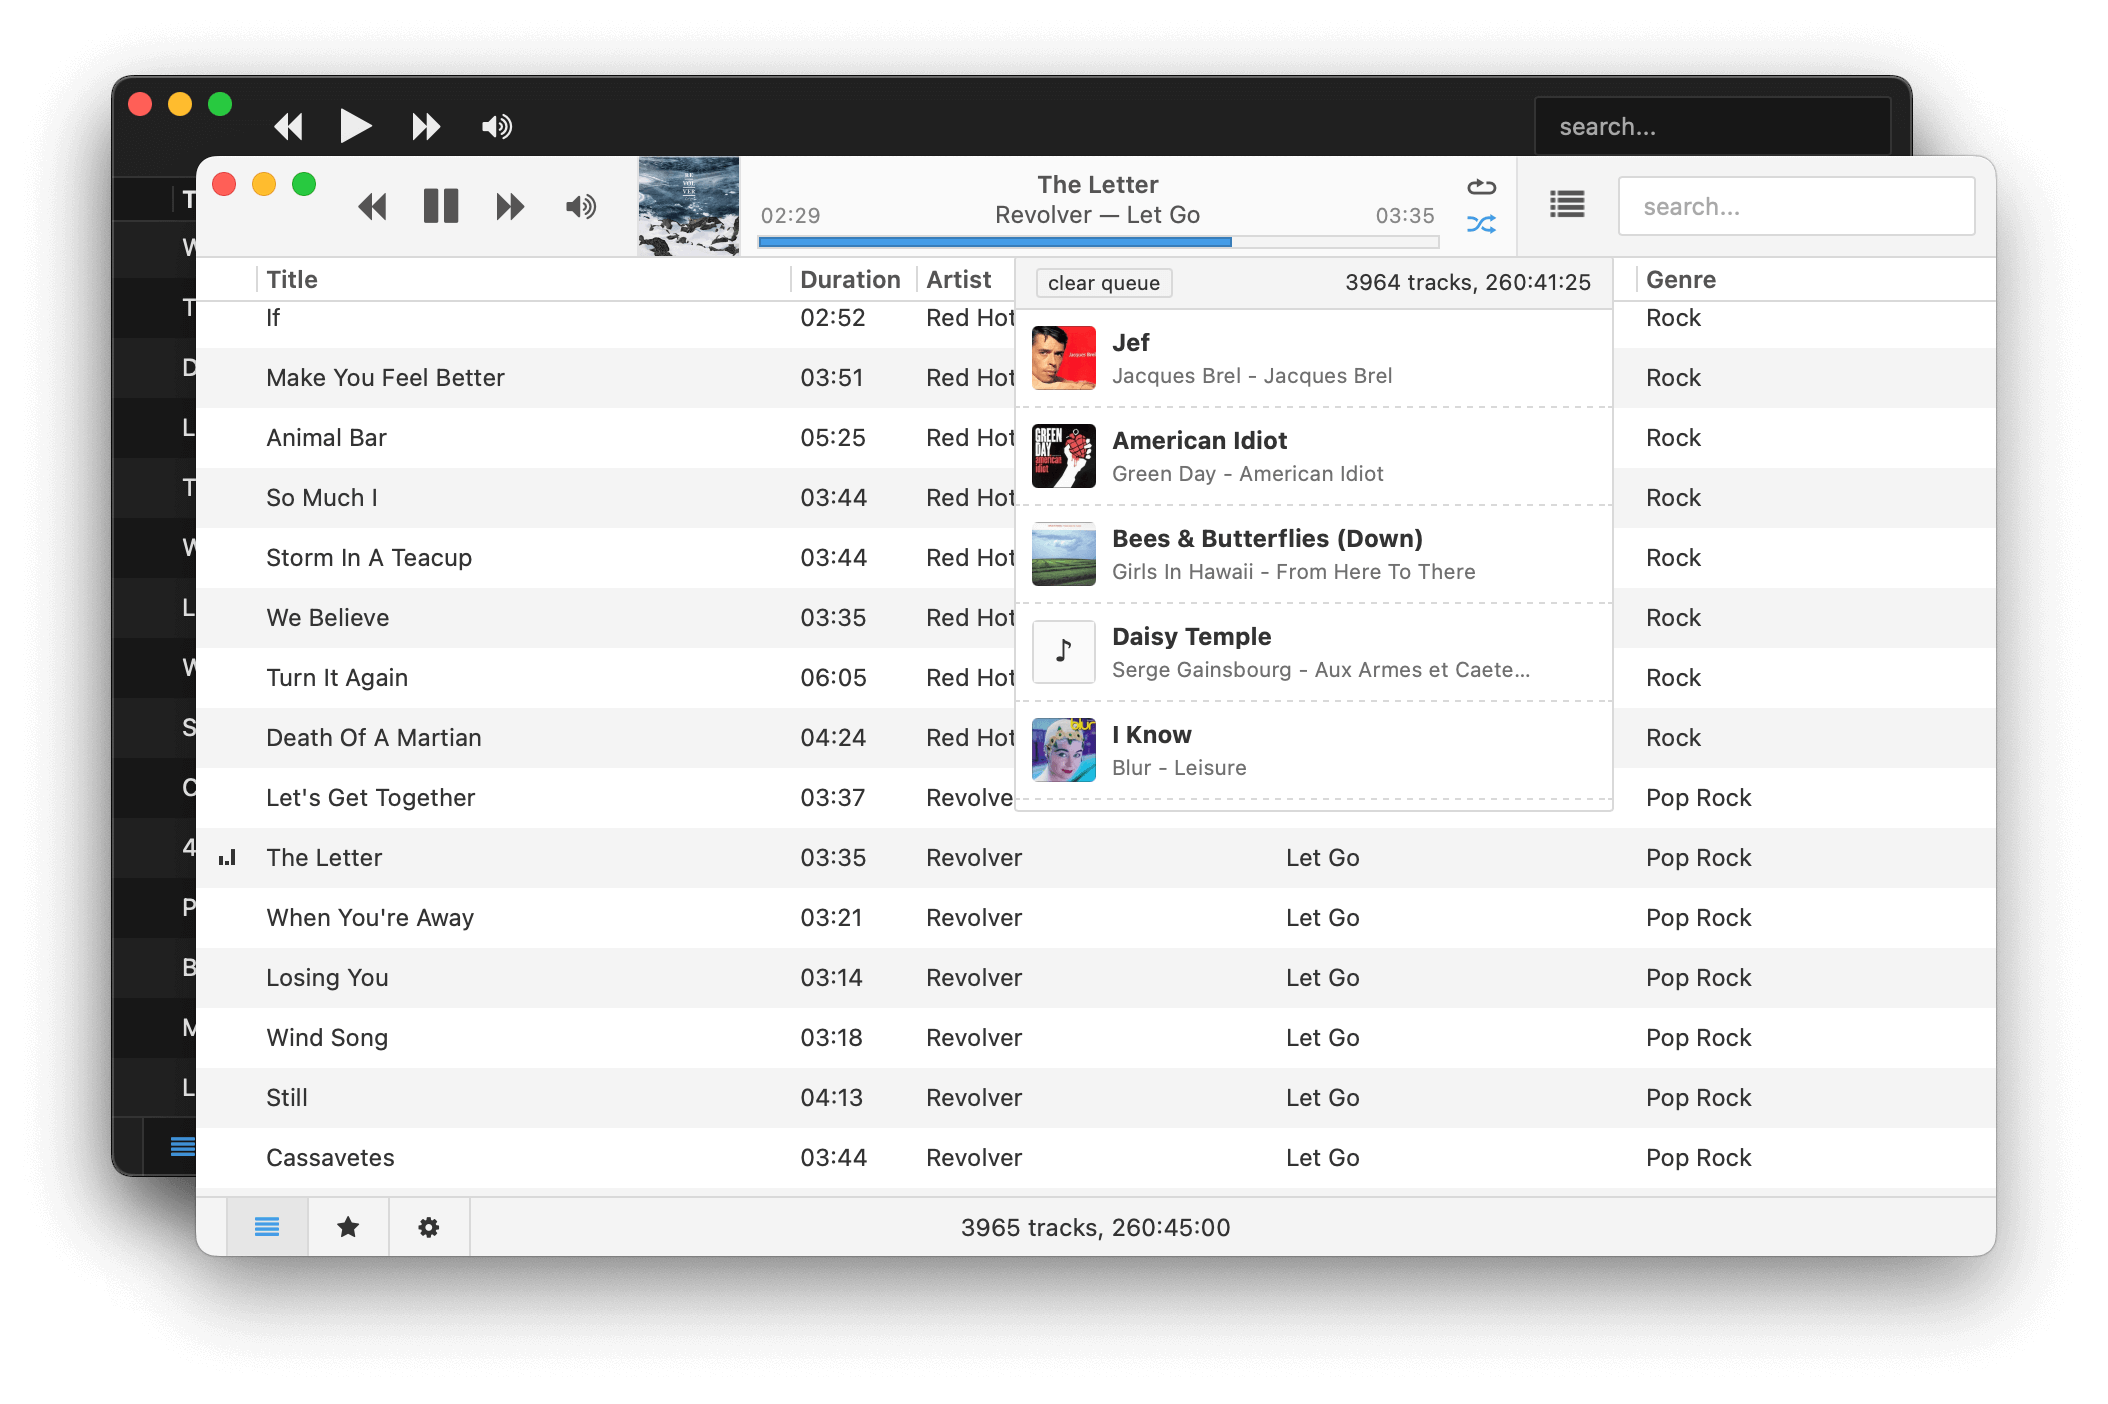 search...
The Letter
02:29 Revolver — Let Go 03:35
search...
Title Duration Artist Genre
clear queue 3964 tracks, 260:41:25
If 02:52 Red Hot Rock
Make You Feel Better 03:51 Red Hot Rock
Animal Bar 05:25 Red Hot Rock
So Much I 03:44 Red Hot Rock
Storm In A Teacup 03:44 Red Hot Rock
We Believe 03:35 Red Hot Rock
Turn It Again 06:05 Red Hot Rock
Death Of A Martian 04:24 Red Hot Rock
Let's Get Together 03:37 Revolve Pop Rock
Jef
Jacques Brel - Jacques Brel
GREEN DAY
american idiot
American Idiot
Green Day - American Idiot
Bees & Butterflies (Down)
Girls In Hawaii - From Here To There
Daisy Temple
Serge Gainsbourg - Aux Armes et Caete...
blur
I Know
Blur - Leisure
The Letter 03:35 Revolver Let Go Pop Rock
When You're Away 03:21 Revolver Let Go Pop Rock
Losing You 03:14 Revolver Let Go Pop Rock
Wind Song 03:18 Revolver Let Go Pop Rock
Still 04:13 Revolver Let Go Pop Rock
Cassavetes 03:44 Revolver Let Go Pop Rock
3965 tracks, 260:45:00